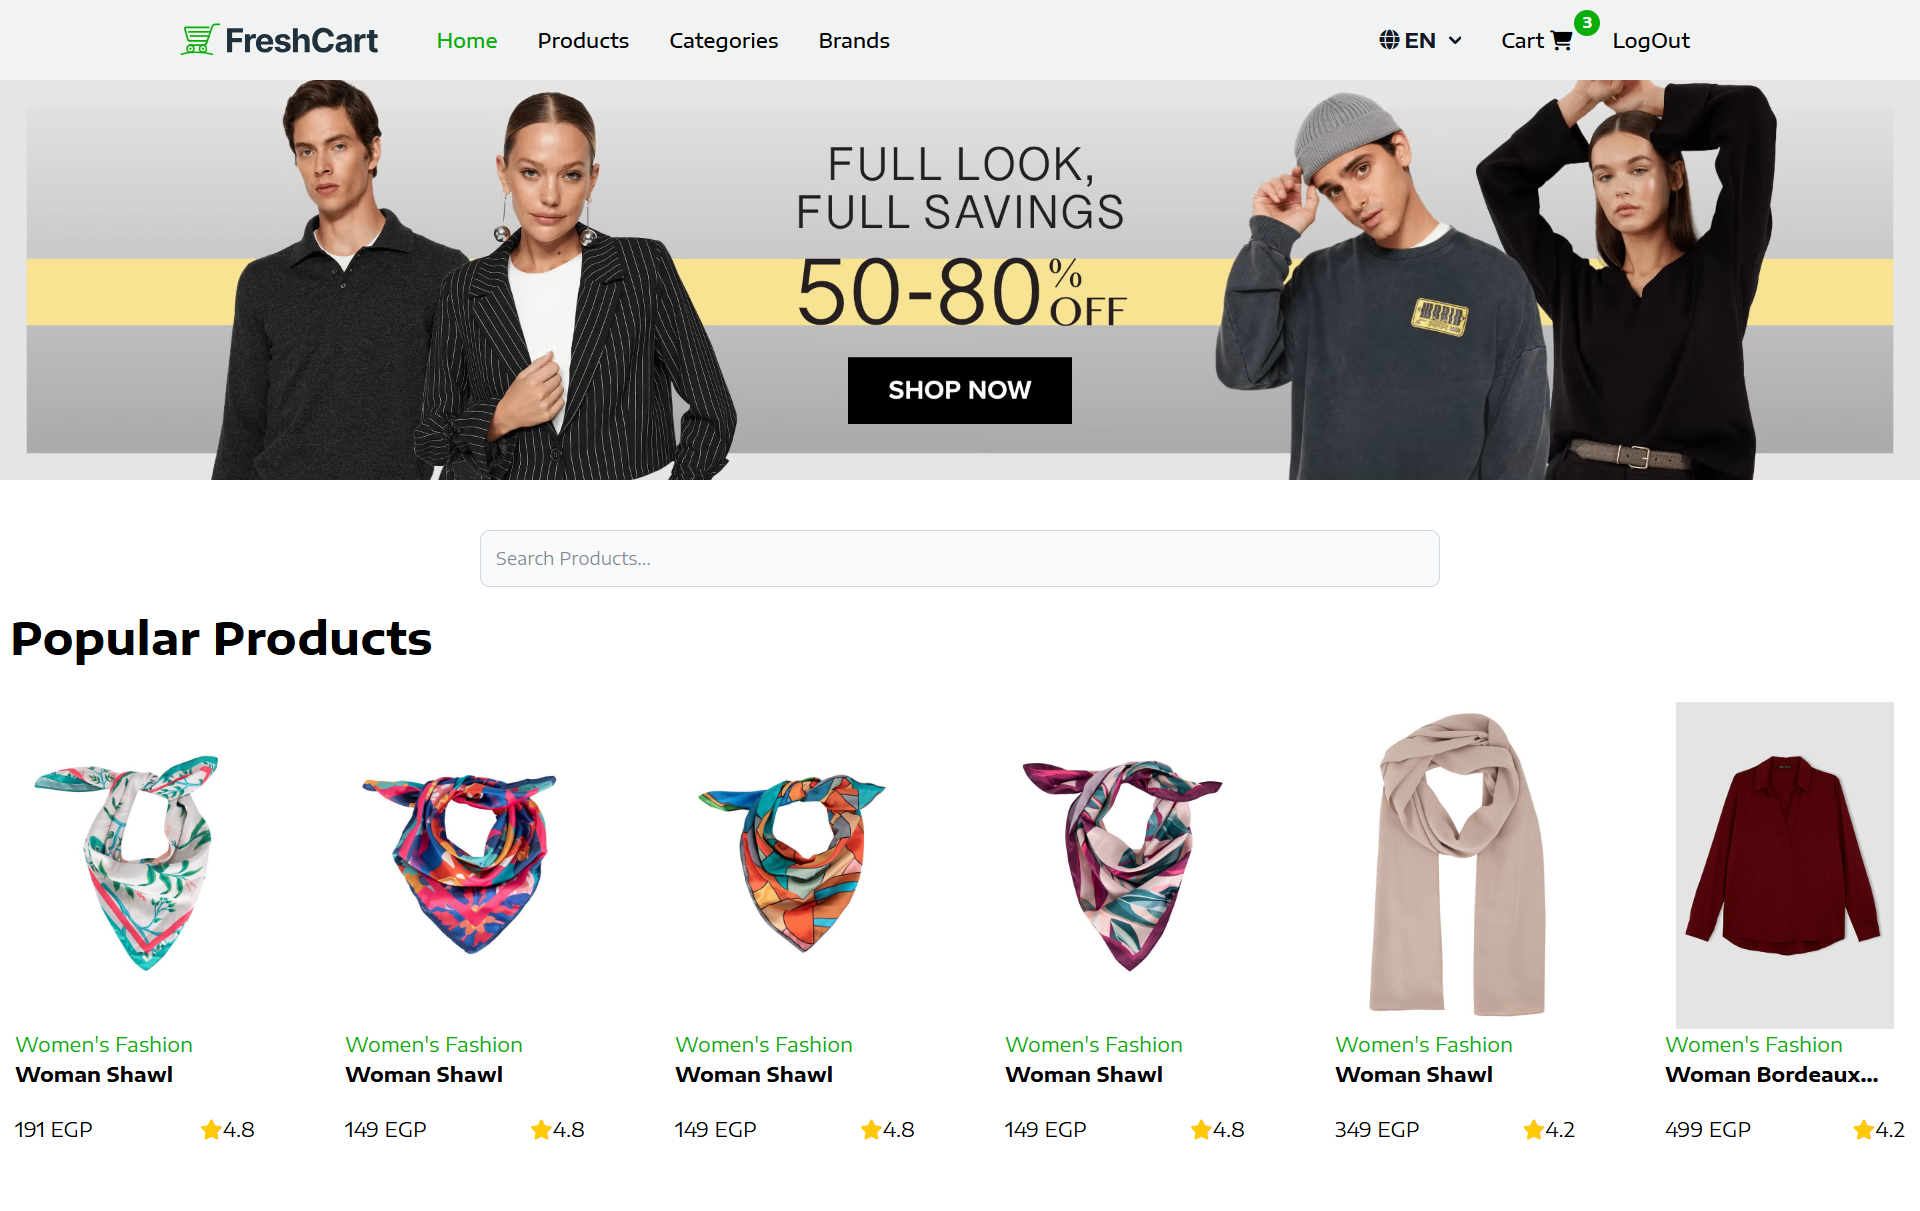 FreshCart
Home
Products
Categories
Brands
EN
Cart
3
LogOut
FULL LOOK,
FULL SAVINGS
50-80% OFF
SHOP NOW
Search Products...
Popular Products
Women's Fashion
Woman Shawl
191 EGP
4.8
Women's Fashion
Woman Shawl
149 EGP
4.8
Women's Fashion
Woman Shawl
149 EGP
4.8
Women's Fashion
Woman Shawl
149 EGP
4.8
Women's Fashion
Woman Shawl
349 EGP
4.2
Women's Fashion
Woman Bordeaux...
499 EGP
4.2